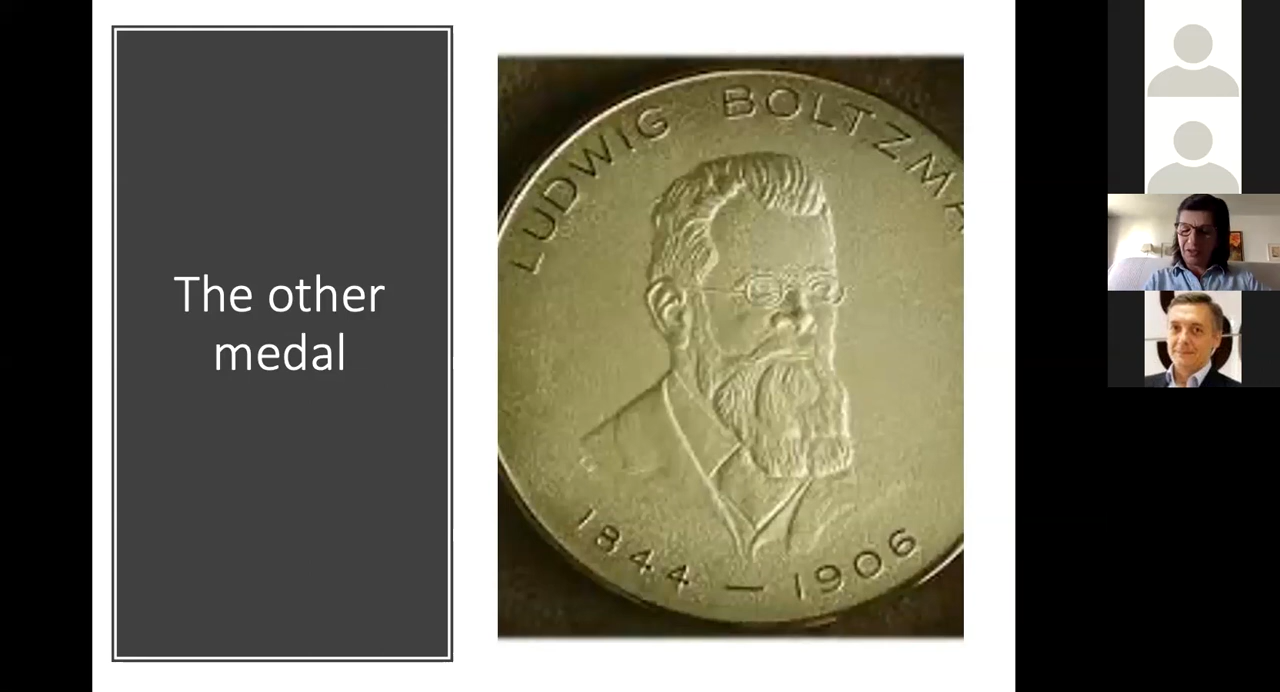 The other
medal
LUDWIG BOLTZMA
1844 — 1906